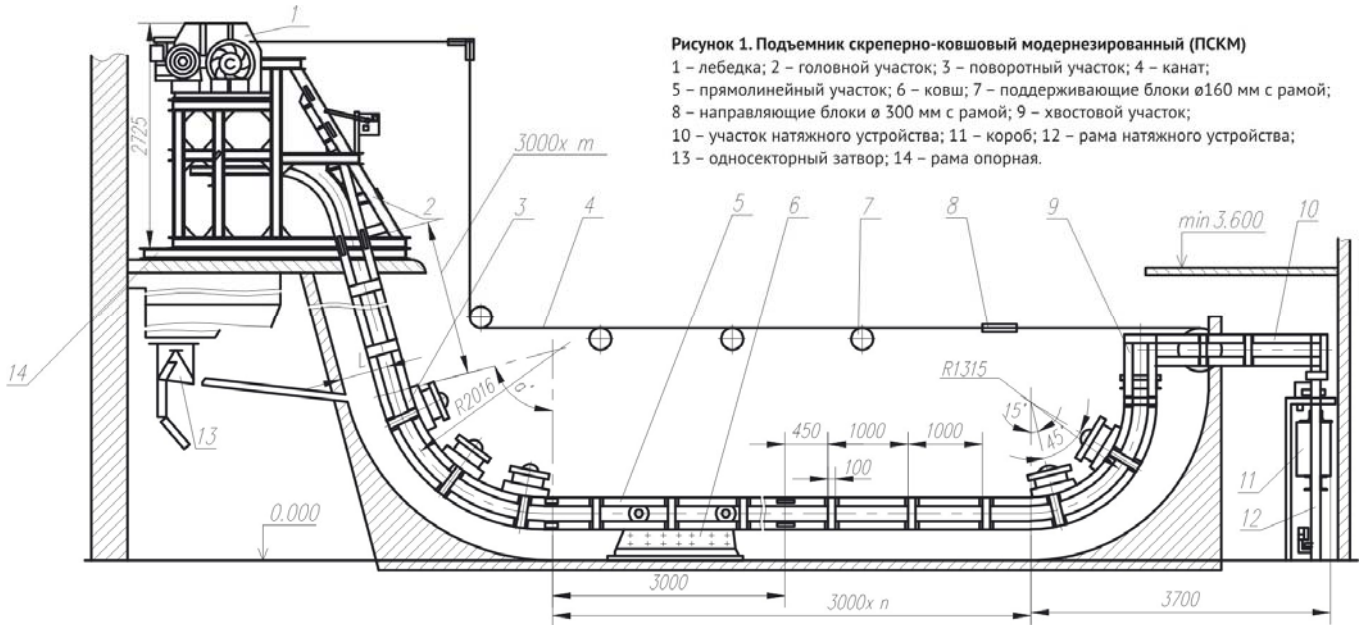 1
Рисунок 1. Подъемник скреперно-ковшовый модернезированный (ПСКМ)
1 – лебедка; 2 – головной участок; 3 – поворотный участок; 4 – канат;
5 – прямолинейный участок; 6 – ковш; 7 – поддерживающие блоки ø160 мм с рамой;
8 – направляющие блоки ø 300 мм с рамой; 9 – хвостовой участок;
10 – участок натяжного устройства; 11 – короб; 12 – рама натяжного устройства;
13 – односекторный затвор; 14 – рама опорная.
2725
3000x m
2
3
4
5
6
7
8
9
10
min 3.600
14
13
L
R2016
R1315
15°
45°
450
1000
1000
100
11
12
0.000
3000
3000x n
3700